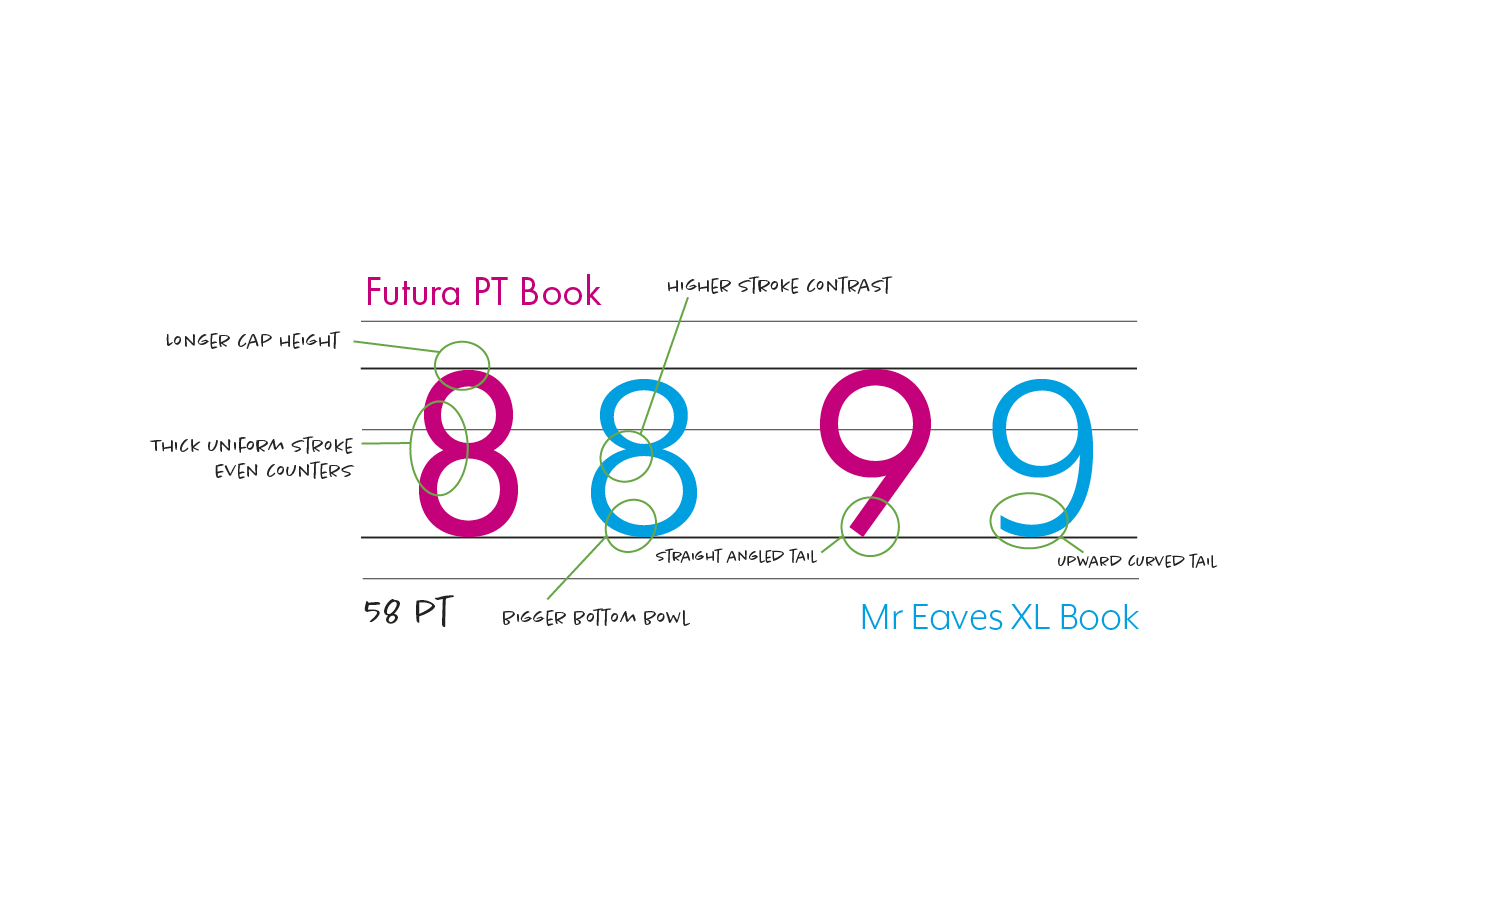 Futura PT Book
HIGHER STROKE CONTRAST
LONGER CAP HEIGHT
8 8 9 9
THICK UNIFORM STROKE
EVEN COUNTERS
STRAIGHT ANGLED TAIL
UPWARD CURVED TAIL
58 PT
BIGGER BOTTOM BOWL
Mr Eaves XL Book